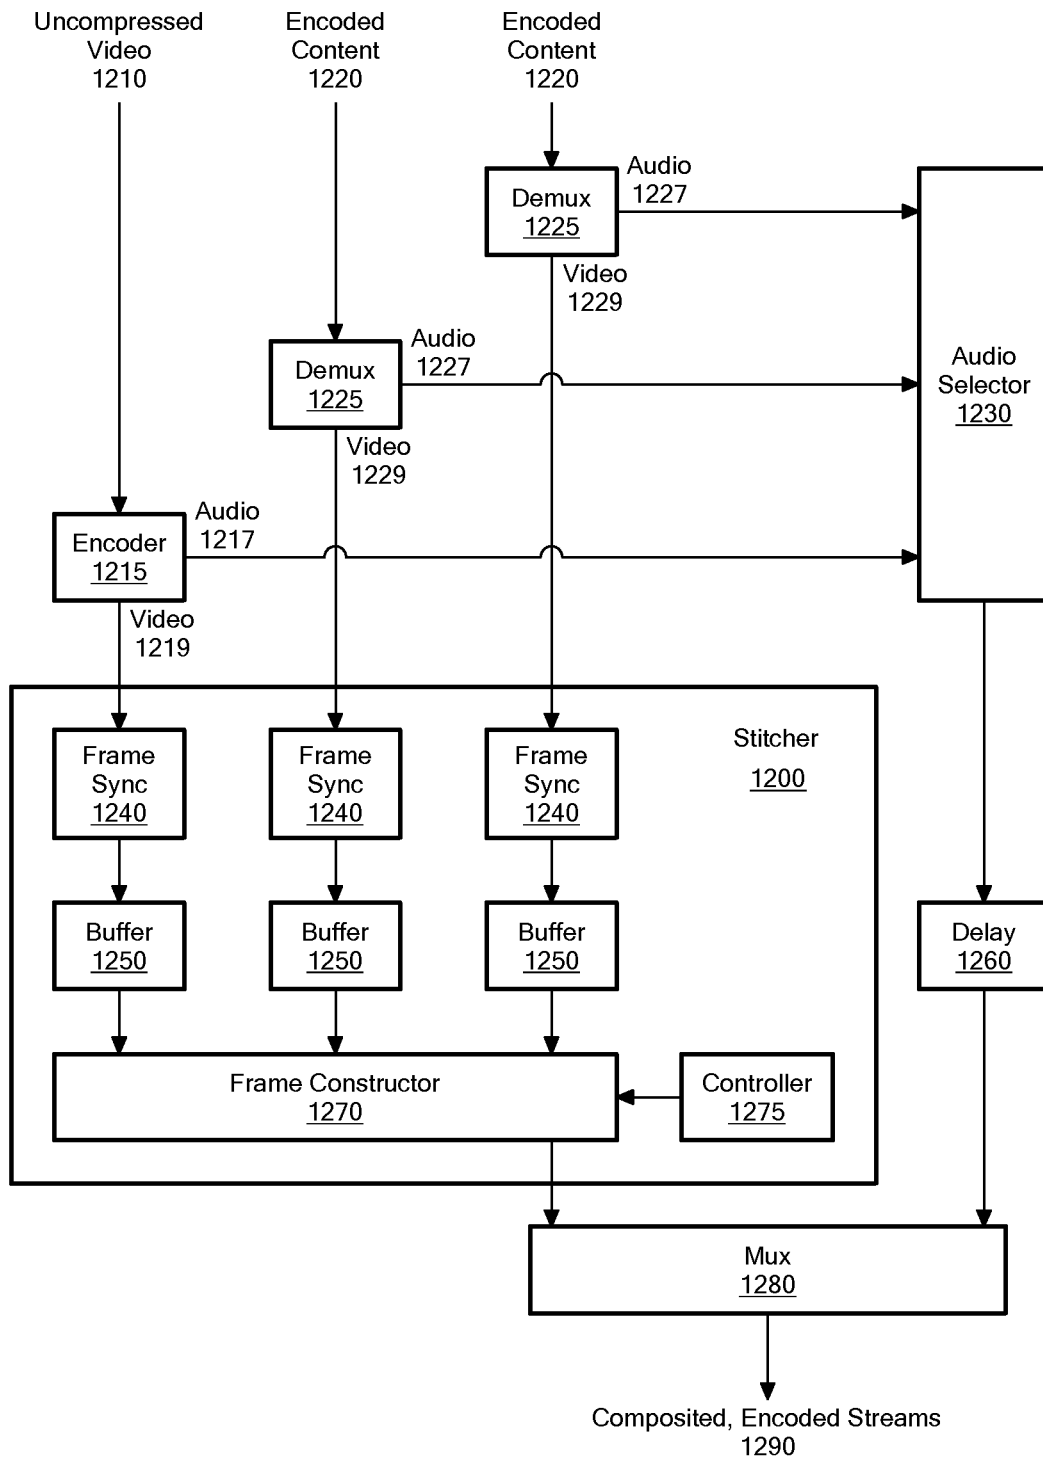 Uncompressed
Video
1210
Encoded
Content
1220
Encoded
Content
1220
Demux
1225
Audio
1227
Video
1229
Demux
1225
Audio
1227
Video
1229
Audio
Selector
1230
Encoder
1215
Audio
1217
Video
1219
Stitcher
1200
Frame
Sync
1240
Frame
Sync
1240
Frame
Sync
1240
Buffer
1250
Buffer
1250
Buffer
1250
Delay
1260
Frame Constructor
1270
Controller
1275
Mux
1280
Composited, Encoded Streams
1290